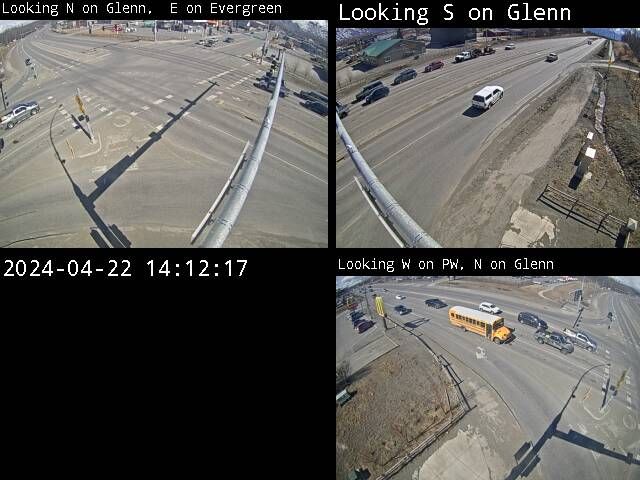 Looking N on Glenn,  E on Evergreen
Looking S on Glenn
2024-04-22 14:12:17
Looking W on PW, N on Glenn